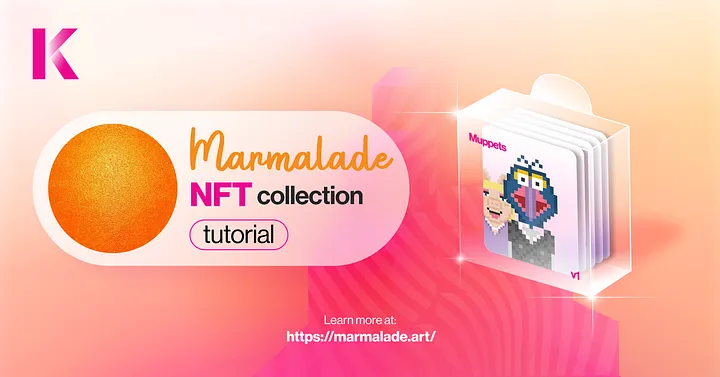 K
Marmalade
NFT collection
tutorial
Muppets
v1
Learn more at:
https://marmalade.art/